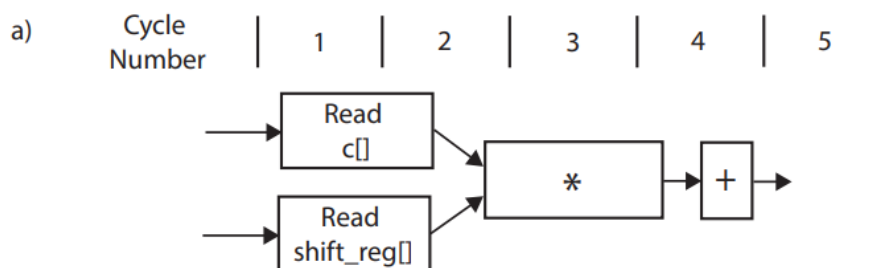 a) Cycle Number 1 2 3 4 5
Read
c[]
*
+
Read
shift_reg[]